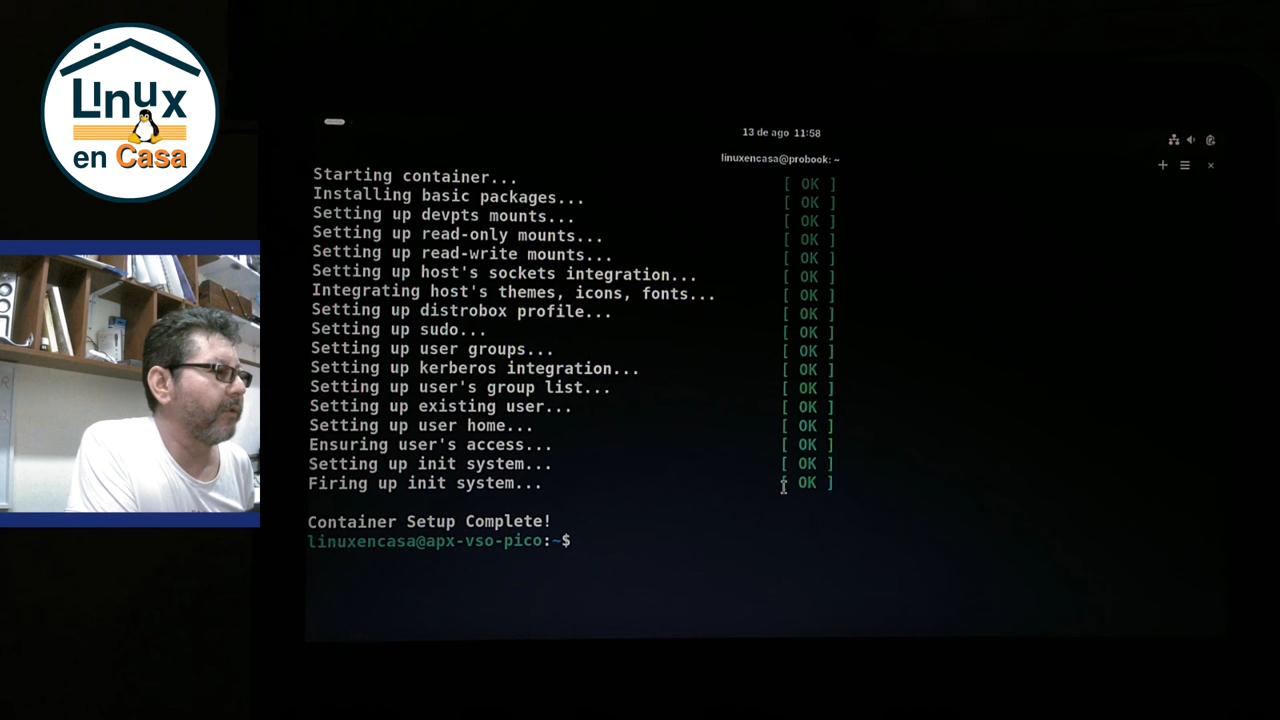 Linux
en Casa
13 de ago 11:58
linuxencasa@probook: ~
Starting container... [ OK ]
Installing basic packages... [ OK ]
Setting up devpts mounts... [ OK ]
Setting up read-only mounts... [ OK ]
Setting up read-write mounts... [ OK ]
Setting up host's sockets integration... [ OK ]
Integrating host's themes, icons, fonts... [ OK ]
Setting up distrobox profile... [ OK ]
Setting up sudo... [ OK ]
Setting up user groups... [ OK ]
Setting up kerberos integration... [ OK ]
Setting up user's group list... [ OK ]
Setting up existing user... [ OK ]
Setting up user home... [ OK ]
Ensuring user's access... [ OK ]
Setting up init system... [ OK ]
Firing up init system... [ OK ]
Container Setup Complete!
linuxencasa@apx-vso-pico:~$